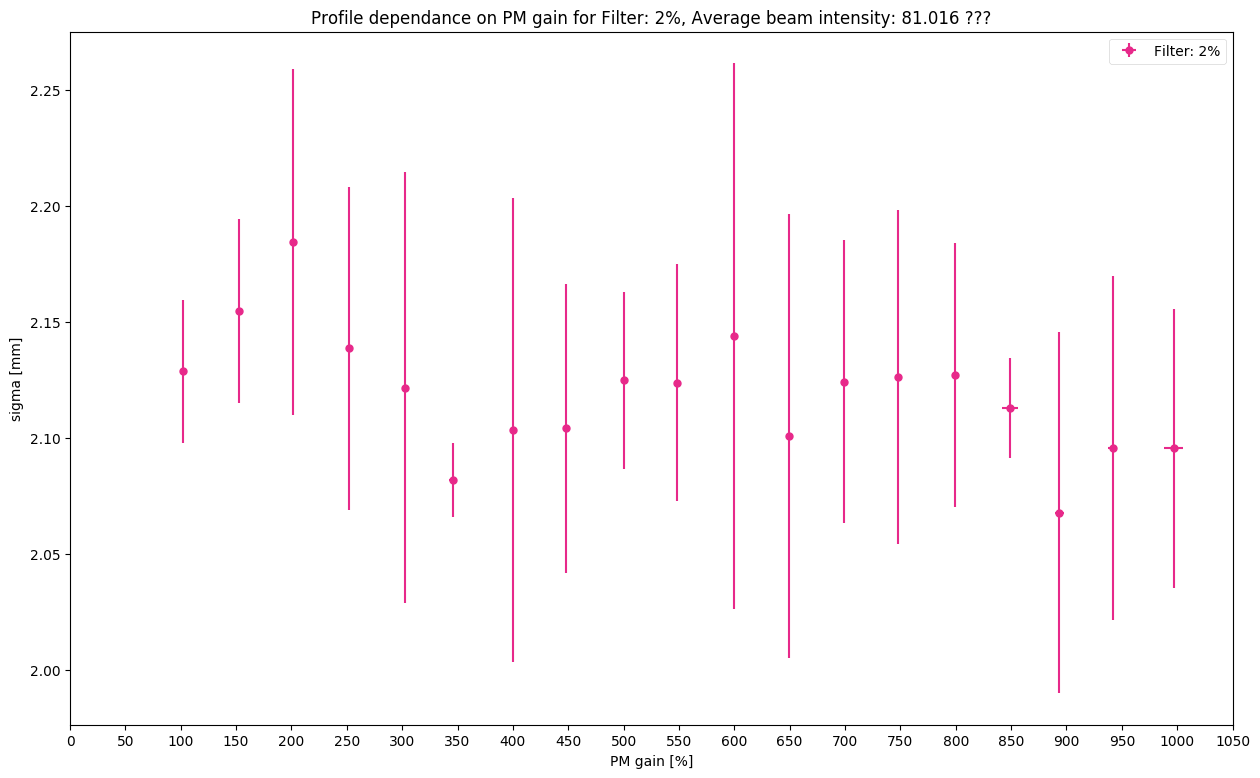 Profile dependance on PM gain for Filter: 2%, Average beam intensity: 81.016 ???
Filter: 2%
2.25
2.20
2.15
2.10
2.05
2.00
sigma [mm]
0 50 100 150 200 250 300 350 400 450 500 550 600 650 700 750 800 850 900 950 1000 1050
PM gain [%]